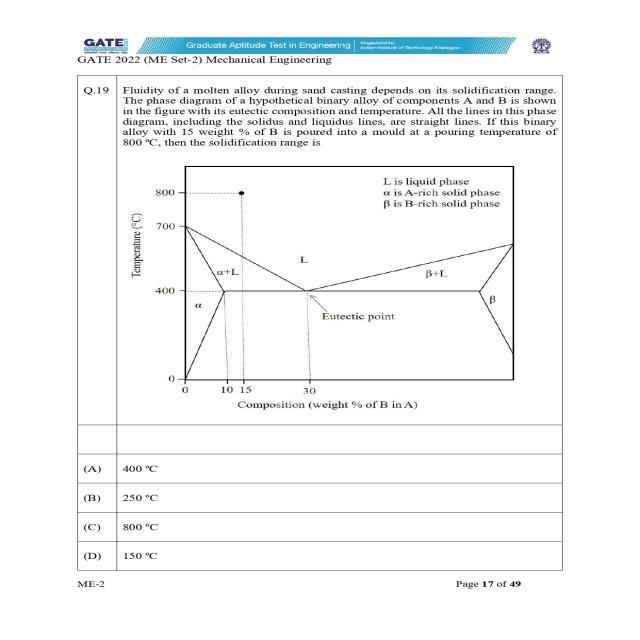 GATE
Graduate Aptitude Test in Engineering
Organised by
Indian Institute of Technology Kharagpur
GATE 2022 (ME Set-2) Mechanical Engineering
Q.19
Fluidity of a molten alloy during sand casting depends on its solidification range.
The phase diagram of a hypothetical binary alloy of components A and B is shown
in the figure with its eutectic composition and temperature. All the lines in this phase
diagram, including the solidus and liquidus lines, are straight lines. If this binary
alloy with 15 weight % of B is poured into a mould at a pouring temperature of
800 ºC, then the solidification range is
L is liquid phase
α is A-rich solid phase
β is B-rich solid phase
800
700
Temperature (°C)
L
α+L
β+L
400
α
β
Eutectic point
0
0 10 15 30
Composition (weight % of B in A)
(A) 400 ºC
(B) 250 ºC
(C) 800 ºC
(D) 150 ºC
ME-2
Page 17 of 49